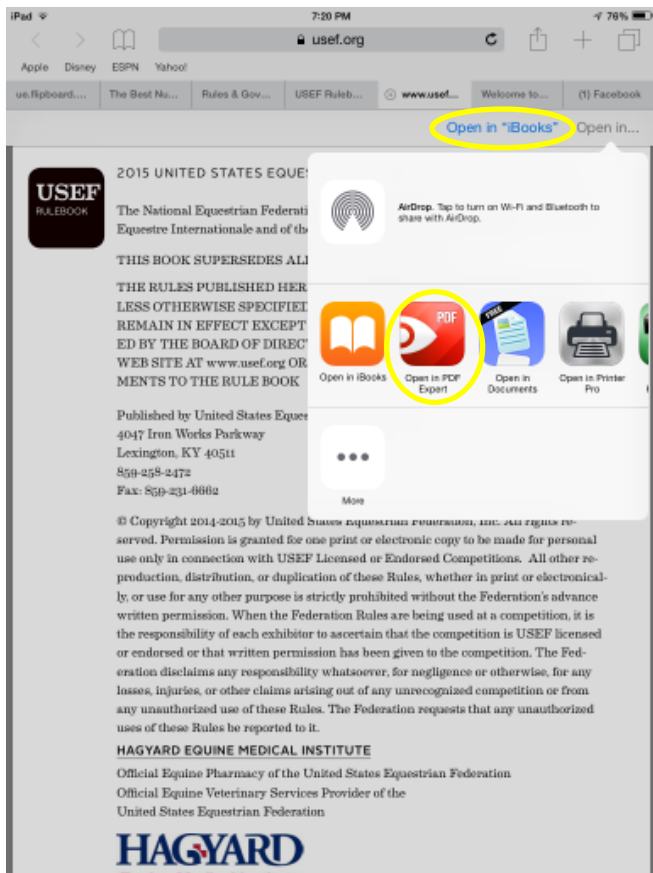 iPad 7:20 PM 76%
usef.org
Apple Disney ESPN Yahoo!
ue.flipboard.... The Best Nu... Rules & Gov... USEF Ruleb... www.usef.... Welcome to... (1) Facebook
Open in "iBooks" Open in...
USEF
RULEBOOK
2015 UNITED STATES EQUES
The National Equestrian Federati
Equestre Internationale and of the
THIS BOOK SUPERSEDES ALL
THE RULES PUBLISHED HER
LESS OTHERWISE SPECIFIED
REMAIN IN EFFECT EXCEPT
ED BY THE BOARD OF DIREC
WEB SITE AT www.usef.org OR
MENTS TO THE RULE BOOK
AirDrop. Tap to turn on Wi-Fi and Bluetooth to
share with AirDrop.
PDF
FREE
Open in iBooks
Open in PDF
Expert
Open in
Documents
Open in Printer
Pro
More
Published by United States Eques
4047 Iron Works Parkway
Lexington, KY 40511
859-258-2472
Fax: 859-231-6662
© Copyright 2014-2015 by United States Equestrian Federation, Inc. All rights re-
served. Permission is granted for one print or electronic copy to be made for personal
use only in connection with USEF Licensed or Endorsed Competitions. All other re-
production, distribution, or duplication of these Rules, whether in print or electronical-
ly, or use for any other purpose is strictly prohibited without the Federation's advance
written permission. When the Federation Rules are being used at a competition, it is
the responsibility of each exhibitor to ascertain that the competition is USEF licensed
or endorsed or that written permission has been given to the competition. The Fed-
eration disclaims any responsibility whatsoever, for negligence or otherwise, for any
losses, injuries, or other claims arising out of any unrecognized competition or from
any unauthorized use of these Rules. The Federation requests that any unauthorized
uses of these Rules be reported to it.
HAGYARD EQUINE MEDICAL INSTITUTE
Official Equine Pharmacy of the United States Equestrian Federation
Official Equine Veterinary Services Provider of the
United States Equestrian Federation
HAGYARD